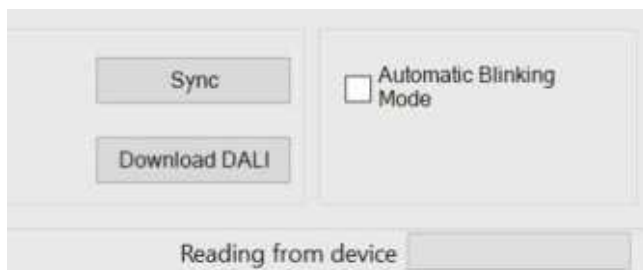 Sync
Automatic Blinking
Mode
Download DALI
Reading from device